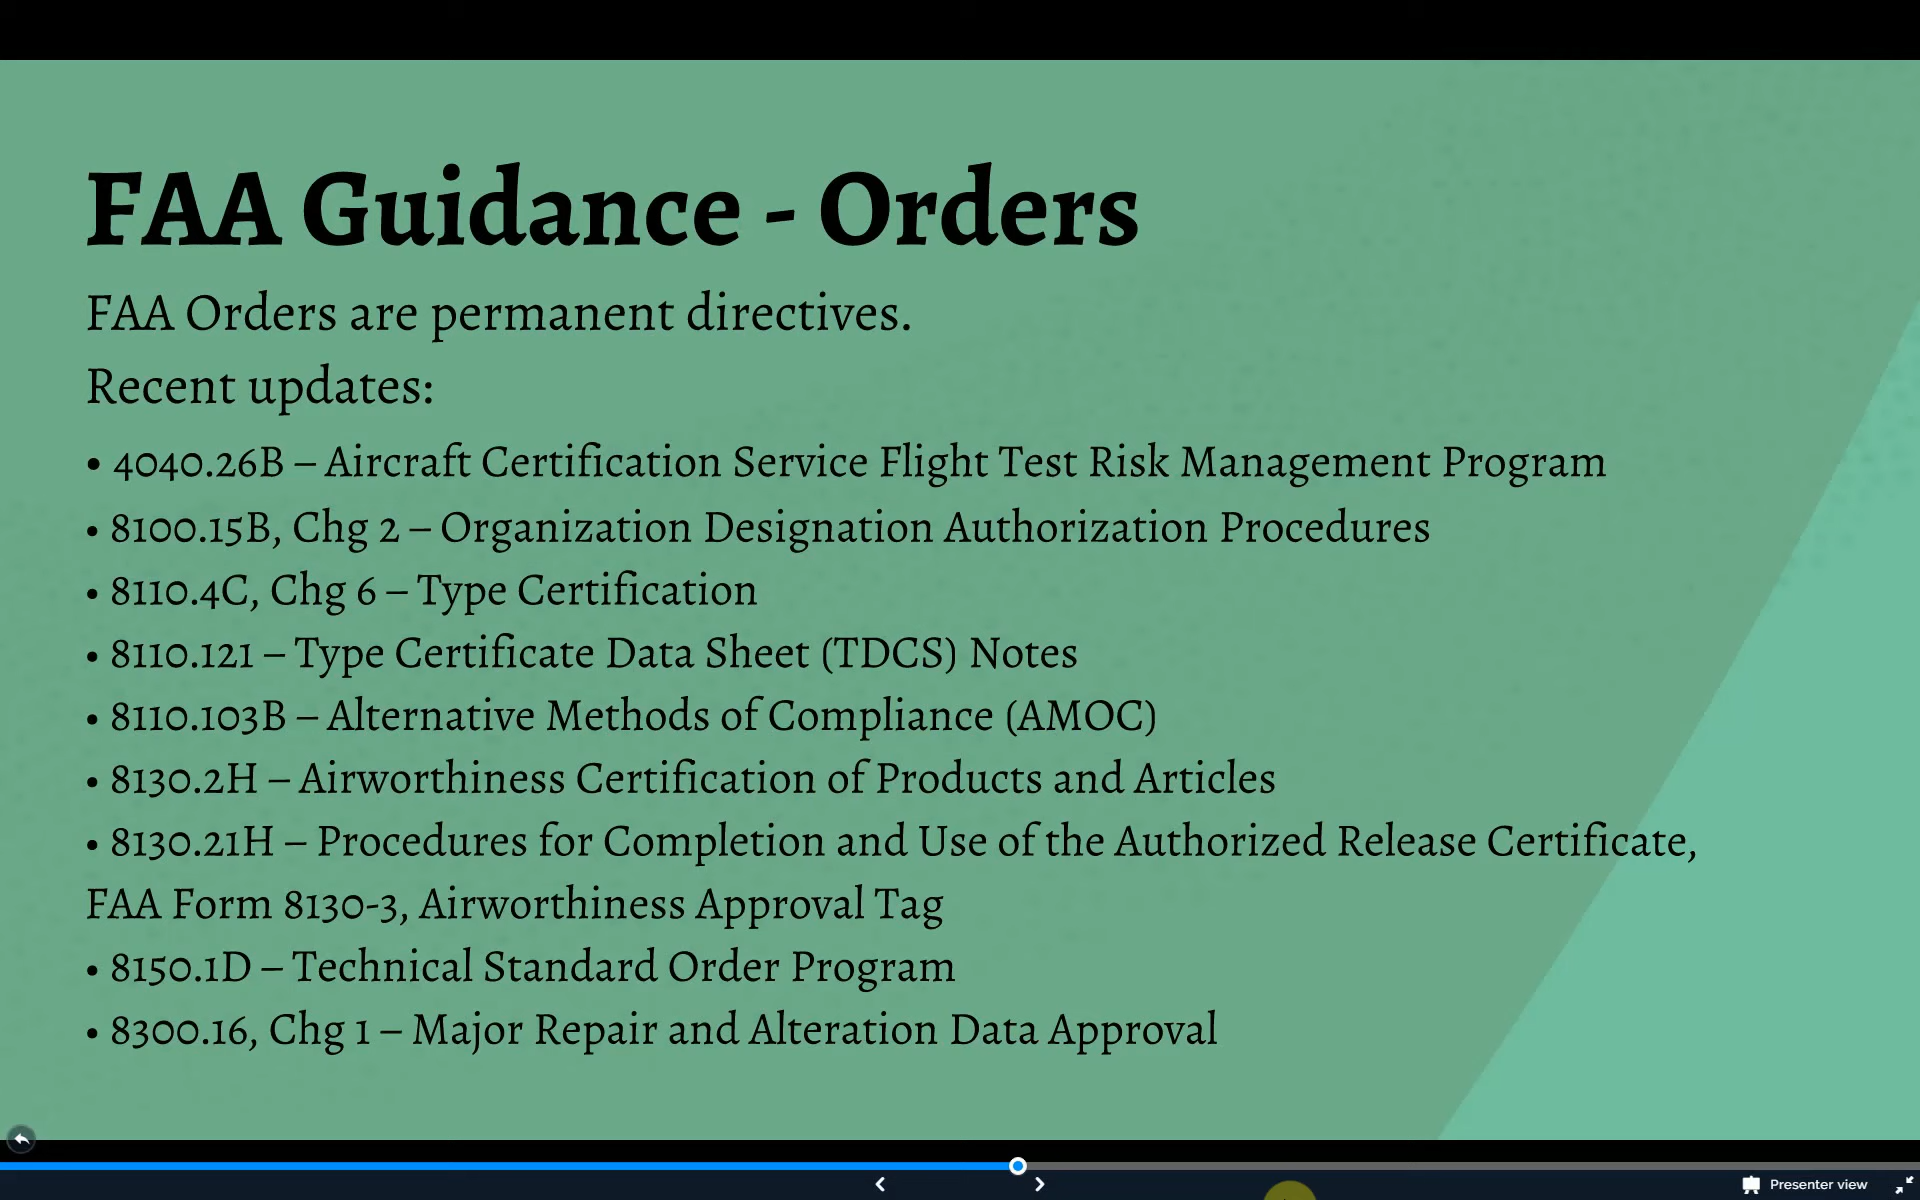 FAA Guidance - Orders
FAA Orders are permanent directives.
Recent updates:
• 4040.26B – Aircraft Certification Service Flight Test Risk Management Program
• 8100.15B, Chg 2 – Organization Designation Authorization Procedures
• 8110.4C, Chg 6 – Type Certification
• 8110.121 – Type Certificate Data Sheet (TDCS) Notes
• 8110.103B – Alternative Methods of Compliance (AMOC)
• 8130.2H – Airworthiness Certification of Products and Articles
• 8130.21H – Procedures for Completion and Use of the Authorized Release Certificate,
FAA Form 8130-3, Airworthiness Approval Tag
• 8150.1D – Technical Standard Order Program
• 8300.16, Chg 1 – Major Repair and Alteration Data Approval
Presenter view